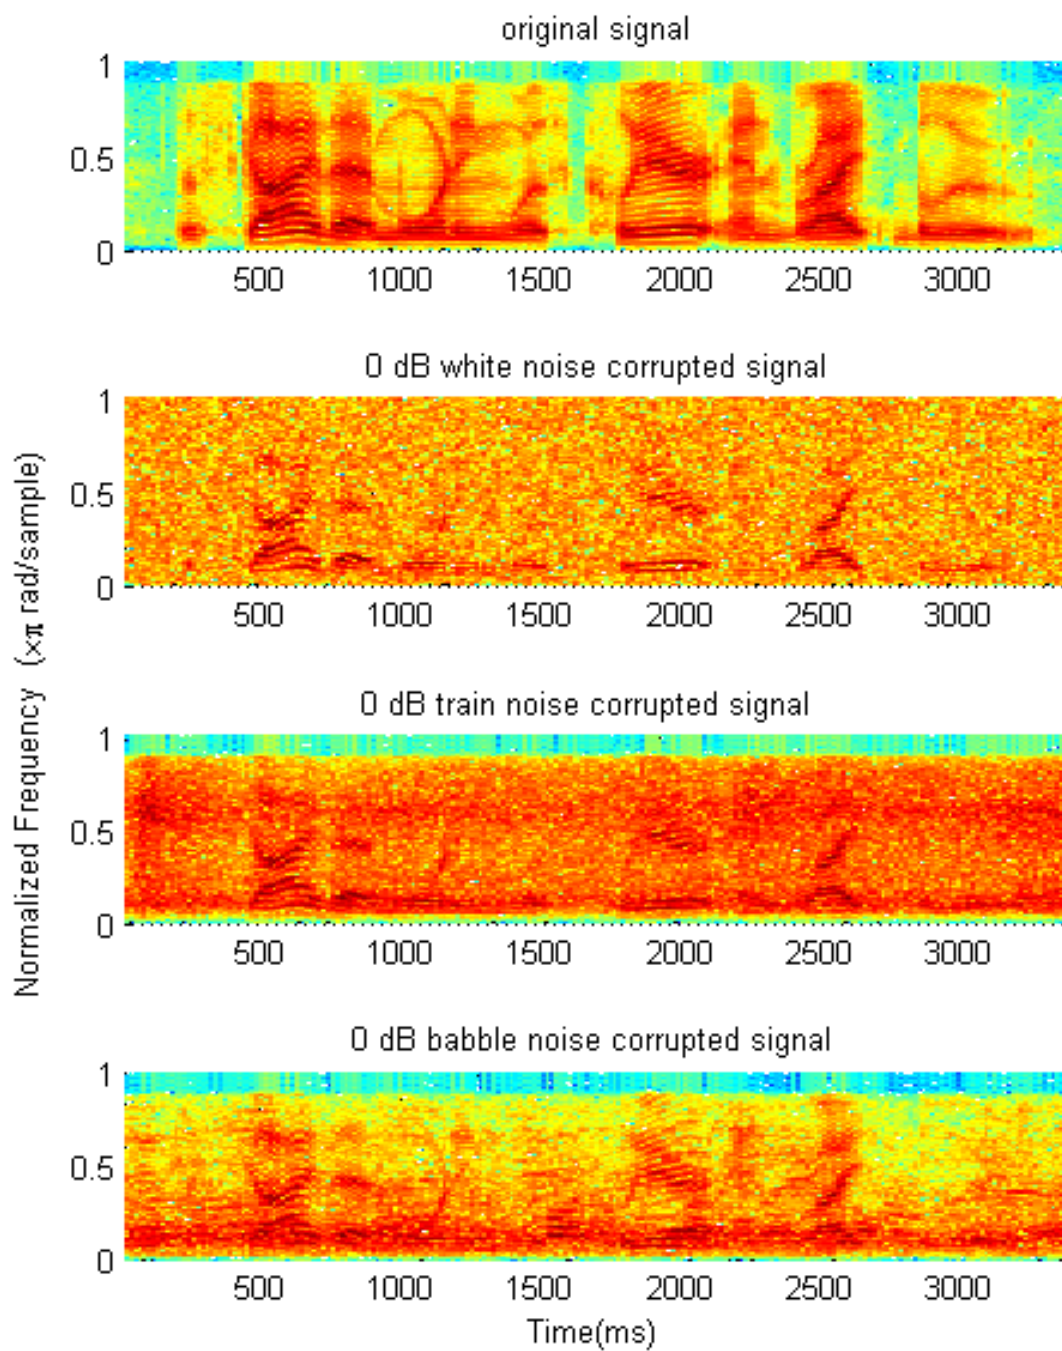 original signal
1
0.5
0
500 1000 1500 2000 2500 3000
0 dB white noise corrupted signal
1
0.5
0
500 1000 1500 2000 2500 3000
Normalized Frequency (×π rad/sample)
0 dB train noise corrupted signal
1
0.5
0
500 1000 1500 2000 2500 3000
0 dB babble noise corrupted signal
1
0.5
0
500 1000 1500 2000 2500 3000
Time(ms)